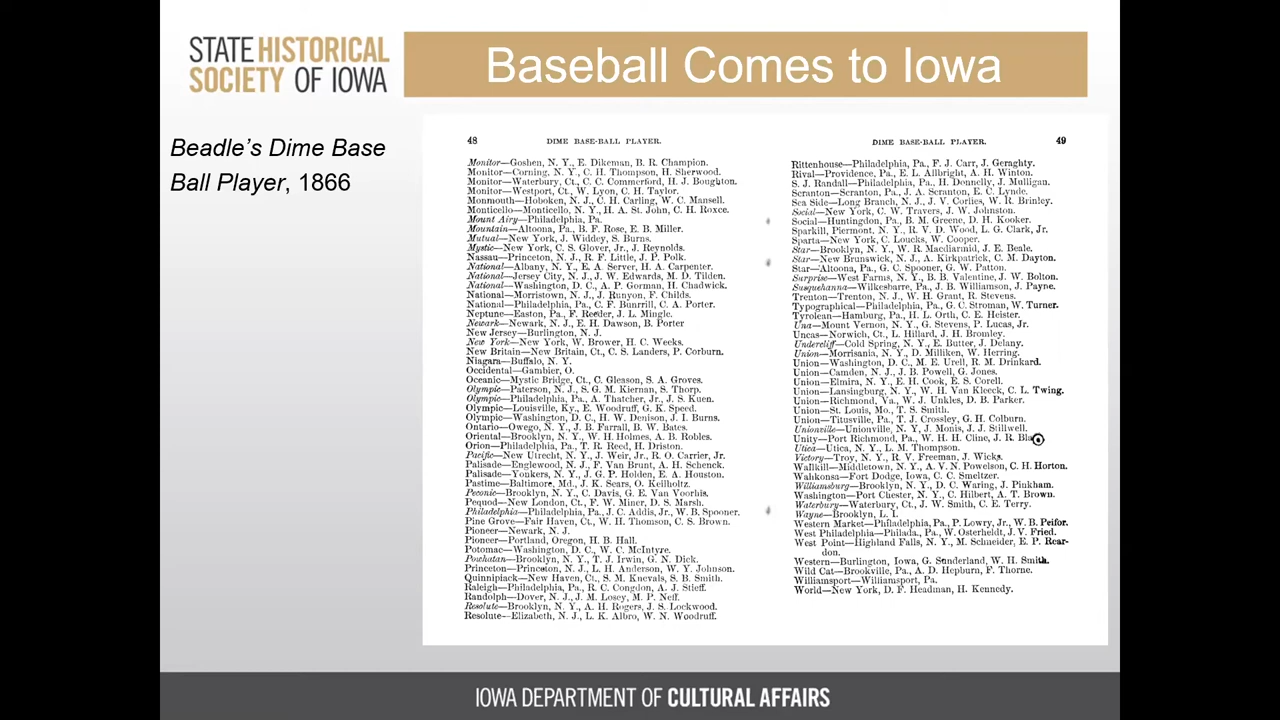 STATE HISTORICAL
SOCIETY OF IOWA
Baseball Comes to Iowa
Beadle's Dime Base
Ball Player, 1866
48 DIME BASE-BALL PLAYER.
Monitor—Goshen, N. Y., E. Dikeman, B. R. Champion.
Monitor—Corning, N. Y., C. H. Thompson, H. Sherwood.
Monitor—Waterbury, Ct., C. C. Commerford, H. J. Boughton.
Monitor—Westport, Ct., W. Lyon, C. H. Taylor.
Monmouth—Hoboken, N. J., C. H. Carling, W. C. Mansell.
Monticello—Monticello, N. Y., H. A. St. John, C. H. Royce.
Mount Airy—Philadelphia, Pa.
Mountain—Altoona, Pa., B. F. Rose, E. B. Miller.
Mutual—New York, J. Widdey, S. Burns.
Mystic—New York, C. S. Glover, Jr., J. Reynolds.
Nassau—Princeton, N. J., R. F. Little, J. P. Polk.
National—Albany, N. Y., E. A. Server, H. A. Carpenter.
National—Jersey City, N. J., J. W. Edwards, M. D. Tilden.
National—Washington, D. C., A. P. Gorman, H. Chadwick.
National—Morristown, N. J., J. Runyon, F. Childs.
National—Philadelphia, Pa., C. F. Bunrrill, C. A. Porter.
Neptune—Easton, Pa., F. Reeder, J. L. Mingle.
Newark—Newark, N. J., E. H. Dawson, B. Porter
New Jersey—Burlington, N. J.
New York—New York, W. Brower, H. C. Weeks.
New Britain—New Britain, Ct., C. S. Landers, P. Corburn.
Niagara—Buffalo, N. Y.
Occidental—Gambier, O.
Oceanic—Mystic Bridge, Ct., C. Gleason, S. A. Groves.
Olympic—Paterson, N. J., S. G. M. Kiernan, S. Thorp.
Olympic—Philadelphia, Pa., A. Thatcher, Jr., J. S. Kuen.
Olympic—Louisville, Ky., E. Woodruff, G. K. Speed.
Olympic—Washington, D. C., H. W. Denison, J. I. Burns.
Ontario—Owego, N. Y., J. B. Farrall, B. W. Bates.
Oriental—Brooklyn, N. Y., W. H. Holmes, A. B. Robles.
Orion—Philadelphia, Pa., T. R. Reed, H. Driston.
Pacific—New Utrecht, N. Y., J. Weir, Jr., R. O. Carrier, Jr.
Palisade—Englewood, N. J., F. Van Brunt, A. H. Schenck.
Palisade—Yonkers, N. Y., J. G. P. Holden, E. A. Houston.
Pastime—Baltimore, Md., J. K. Sears, O. Keilholtz.
Peconic—Brooklyn, N. Y., C. Davis, G. E. Van Voorhis.
Pequod—New London, Ct., F. W. Miner, D. S. Marsh.
Philadelphia—Philadelphia, Pa., J. C. Addis, Jr., W. B. Spooner.
Pine Grove—Fair Haven, Ct., W. H. Thomson, C. S. Brown.
Pioneer—Newark, N. J.
Pioneer—Portland, Oregon, H. B. Hall.
Potomac—Washington, D. C., W. C. McIntyre.
Powhatan—Brooklyn, N. Y., T. J. Irwin, G. N. Dick.
Princeton—Princeton, N. J., L. H. Anderson, W. Y. Johnson.
Quinnipiack—New Haven, Ct., S. M. Knevals, S. B. Smith.
Raleigh—Philadelphia, Pa., R. C. Congdon, A. J. Stieff.
Randolph—Dover, N. J., J. M. Losey, M. P. Neff.
Resolute—Brooklyn, N. Y., A. H. Rogers, J. S. Lockwood.
Resolute—Elizabeth, N. J., L. K. Albro, W. N. Woodruff.
DIME BASE-BALL PLAYER. 49
Rittenhouse—Philadelphia, Pa., F. J. Carr, J. Geraghty.
Rival—Providence, Pa., E. L. Allbright, A. H. Winton.
S. J. Randall—Philadelphia, Pa., H. Donnelly, J. Mulligan.
Scranton—Scranton, Pa., J. A. Scranton, E. C. Lynde.
Sea Side—Long Branch, N. J., J. V. Corlies, W. R. Brinley.
Social—New York, C. W. Travers, J. W. Johnston.
Social—Huntingdon, Pa., B. M. Greene, D. H. Kooker.
Sparkill, Piermont, N. Y., R. V. D. Wood, L. G. Clark, Jr.
Sparta—New York, C. Loucks, W. Cooper.
Star—Brooklyn, N. Y., W. R. Macdiarmid, J. E. Beale.
Star—New Brunswick, N. J., A. Kirkpatrick, C. M. Dayton.
Star—Altoona, Pa., C. G. Spooner, G. W. Patton.
Surprise—West Farms, N. Y., B. B. Valentine, J. W. Bolton.
Susquehanna—Wilkesbarre, Pa., J. B. Williamson, J. Payne.
Trenton—Trenton, N. J., W. H. Grant, R. Stevens.
Typographical—Philadelphia, Pa., G. C. Stroman, W. Turner.
Tyrolean—Hamburg, Pa., H. L. Orth, C. E. Heister.
Una—Mount Vernon, N. Y., G. Stevens, P. Lucas, Jr.
Uncas—Norwich, Ct., L. Hillard, J. H. Bromley.
Undercliff—Cold Spring, N. Y., E. Butter, J. Delany.
Union—Morrisania, N. Y., D. Milliken, W. Herring.
Union—Washington, D. C., M. E. Urell, R. M. Drinkard.
Union—Camden, N. J., J. B. Powell, G. Jones.
Union—Elmira, N. Y., E. H. Cook, E. S. Corell.
Union—Lansingburg, N. Y., W. H. Van Kleeck, C. L. Twing.
Union—Richmond, Va., W. J. Unkles, D. B. Parker.
Union—St. Louis, Mo., T. S. Smith.
Union—Titusville, Pa., T. J. Crossley, G. H. Coburn.
Unionville—Unionville, N. Y., J. Monis, J. J. Stillwell.
Unity—Port Richmond, Pa., W. H. H. Cline, J. R.
Utica—Utica, N. Y., L. M. Thompson.
Victory—Troy, N. Y., R. V. Freeman, J. Wicks.
Wallkill—Middletown, N. Y., A. V. N. Powelson, C. H. Horton.
Wahkonsa—Fort Dodge, Iowa, C. C. Smeltzer.
Williamsburg—Brooklyn, N. Y., D. C. Waring, J. Pinkham.
Washington—Port Chester, N. Y., C. Hilbert, A. T. Brown.
Waterbury—Waterbury, Ct., J. W. Smith, C. E. Terry.
Wayne—Brooklyn, L. I.
Western Market—Philadelphia, Pa., P. Lowry, Jr., W. B. Peifor.
West Philadelphia—Philada., Pa., W. Osterheldt, J. V. Fried.
West Point—Highland Falls, N. Y., M. Schneider, E. P. Rear-
don.
Western—Burlington, Iowa, G. Sunderland, W. H. Smith.
Wild Cat—Brookville, Pa., A. D. Hepburn, F. Thorne.
Williamsport—Williamsport, Pa.
World—New York, D. F. Headman, H. Kennedy.
IOWA DEPARTMENT OF CULTURAL AFFAIRS